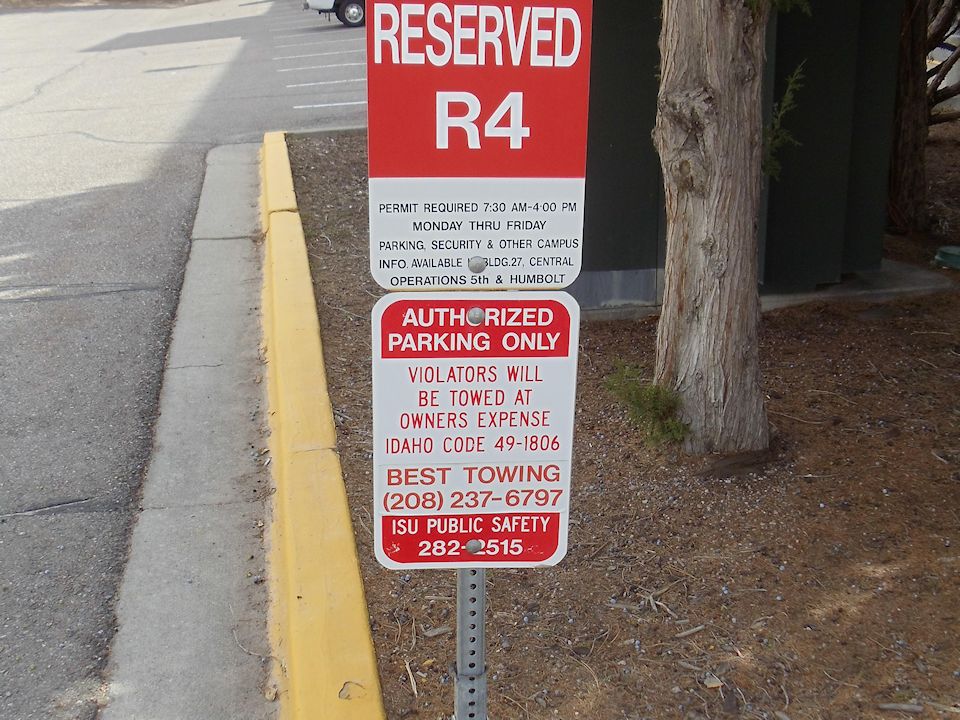 RESERVED
R4
PERMIT REQUIRED 7:30 AM-4:00 PM
MONDAY THRU FRIDAY
PARKING, SECURITY & OTHER CAMPUS
INFO. AVAILABLE BLDG.27, CENTRAL
OPERATIONS 5th & HUMBOLT
AUTHORIZED
PARKING ONLY
VIOLATORS WILL
BE TOWED AT
OWNERS EXPENSE
IDAHO CODE 49-1806
BEST TOWING
(208) 237-6797
ISU PUBLIC SAFETY
282-2515